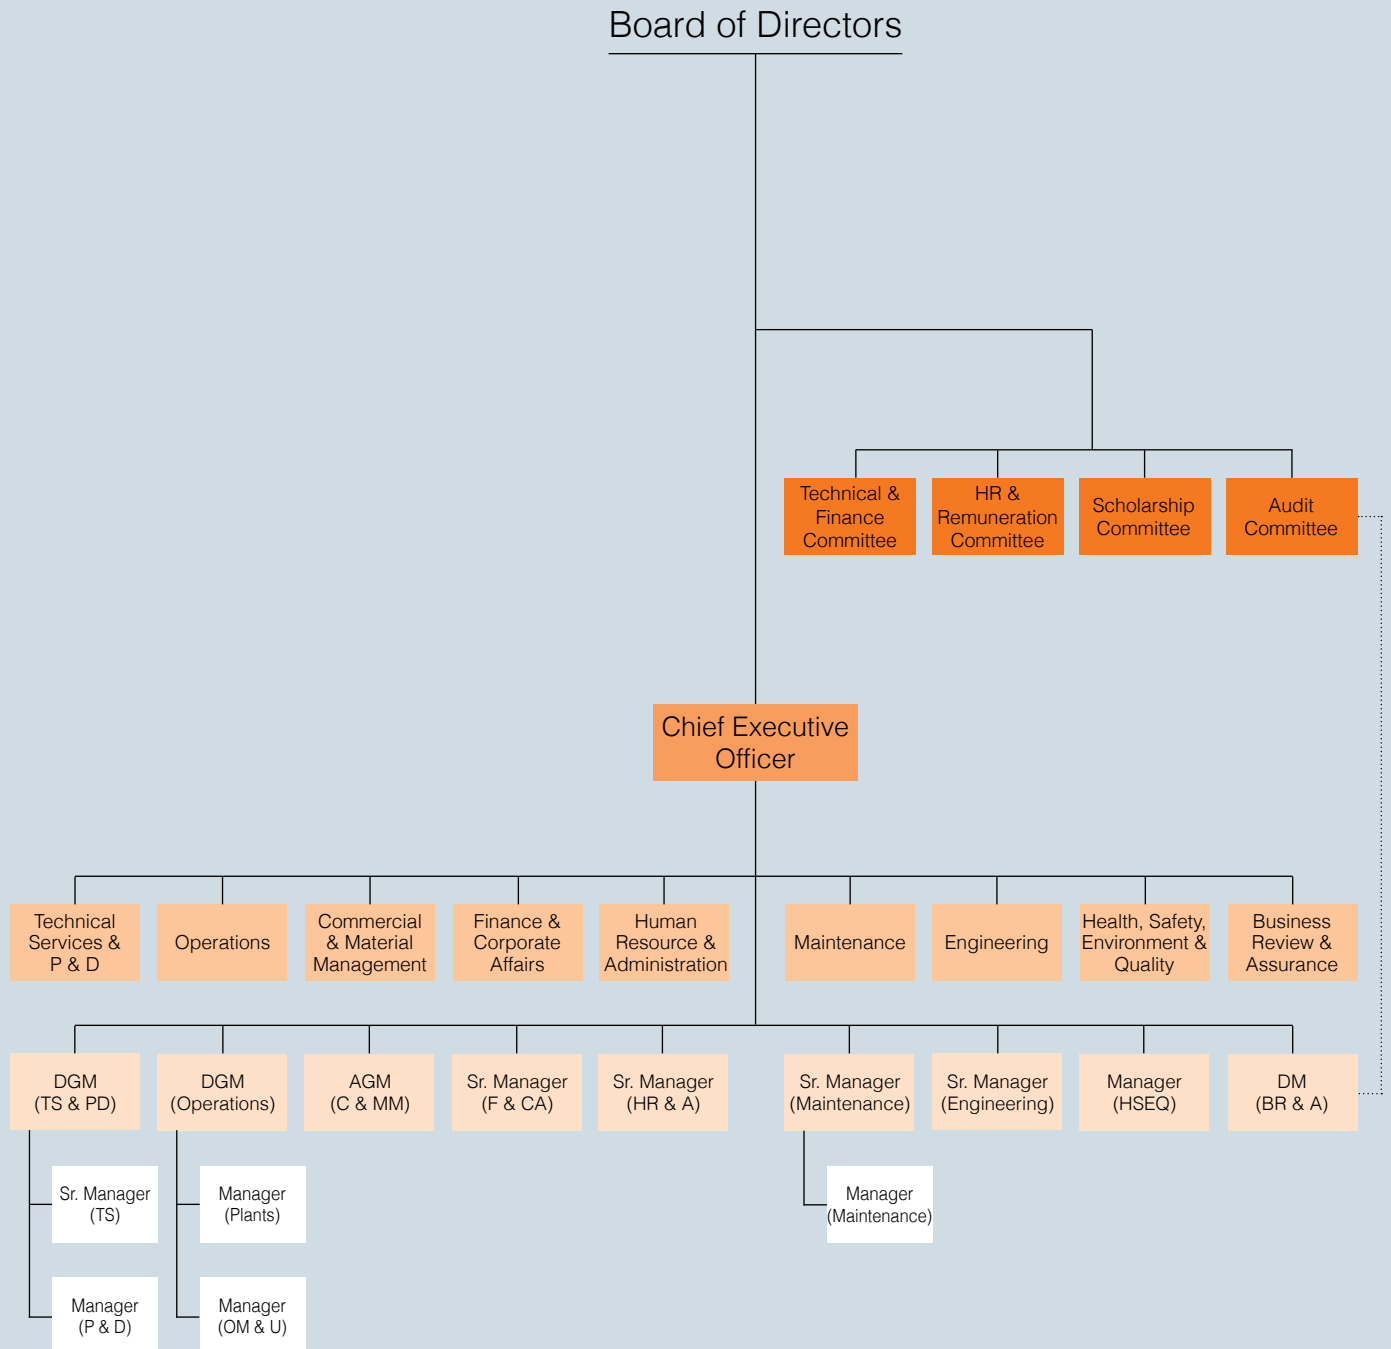 Board of Directors
Technical &
Finance
Committee
HR &
Remuneration
Committee
Scholarship
Committee
Audit
Committee
Chief Executive
Officer
Technical
Services &
P & D
Operations
Commercial
& Material
Management
Finance &
Corporate
Affairs
Human
Resource &
Administration
Maintenance
Engineering
Health, Safety,
Environment &
Quality
Business
Review &
Assurance
DGM
(TS & PD)
DGM
(Operations)
AGM
(C & MM)
Sr. Manager
(F & CA)
Sr. Manager
(HR & A)
Sr. Manager
(Maintenance)
Sr. Manager
(Engineering)
Manager
(HSEQ)
DM
(BR & A)
Sr. Manager
(TS)
Manager
(Plants)
Manager
(Maintenance)
Manager
(P & D)
Manager
(OM & U)